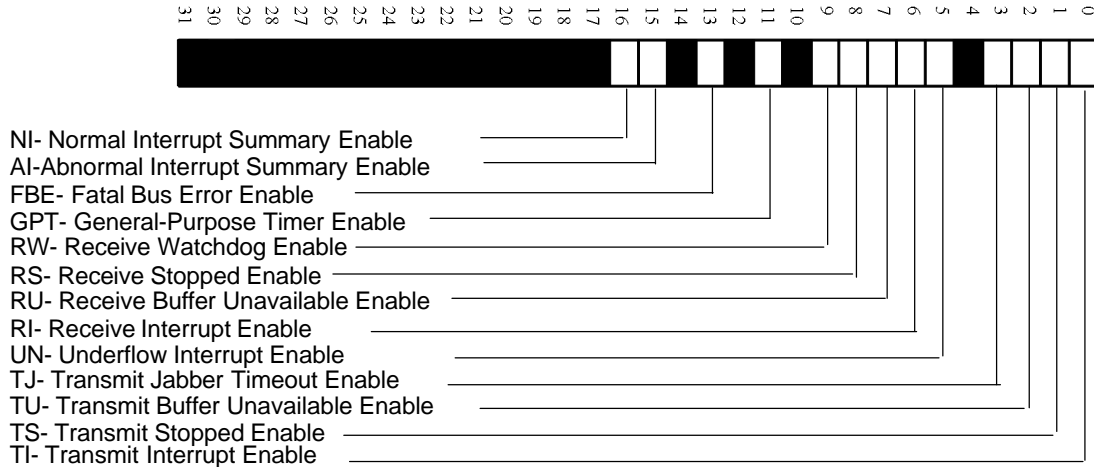 31 30 29 28 27 26 25 24 23 22 21 20 19 18 17 16 15 14 13 12 11 10 9 8 7 6 5 4 3 2 1 0
NI- Normal Interrupt Summary Enable
AI-Abnormal Interrupt Summary Enable
FBE- Fatal Bus Error Enable
GPT- General-Purpose Timer Enable
RW- Receive Watchdog Enable
RS- Receive Stopped Enable
RU- Receive Buffer Unavailable Enable
RI- Receive Interrupt Enable
UN- Underflow Interrupt Enable
TJ- Transmit Jabber Timeout Enable
TU- Transmit Buffer Unavailable Enable
TS- Transmit Stopped Enable
TI- Transmit Interrupt Enable